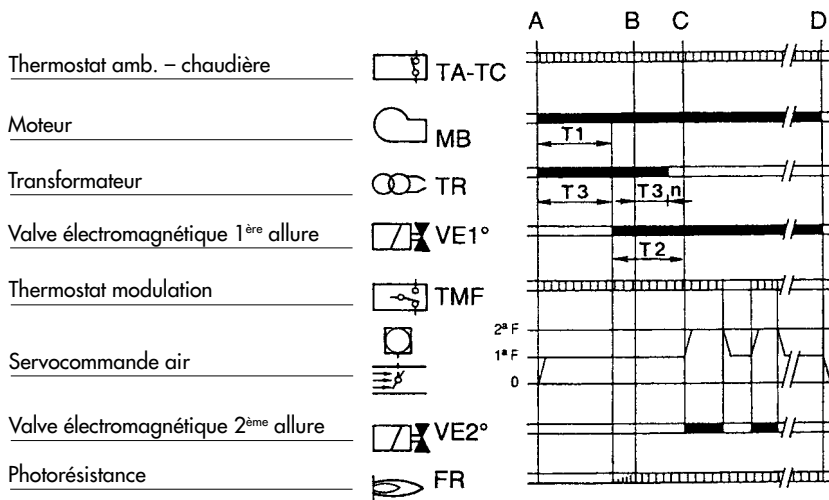 A B C D
Thermostat amb. – chaudière TA-TC
Moteur MB
T1
Transformateur TR
T3 T3,n
Valve électromagnétique 1ère allure VE1°
T2
Thermostat modulation TMF
2ª F
1ª F
Servocommande air
0
Valve électromagnétique 2ème allure VE2°
Photorésistance FR